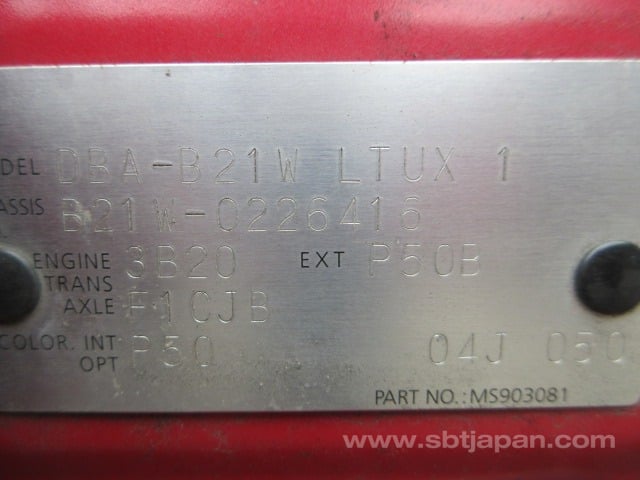 DEL DBA-B21W LTUX 1
ASSIS B21W-0226416
ENGINE 3B20 EXT P50B
TRANS
AXLE F1CJB
COLOR. INT P50 04J 050
OPT
PART NO.:MS903081
www.sbtjapan.com